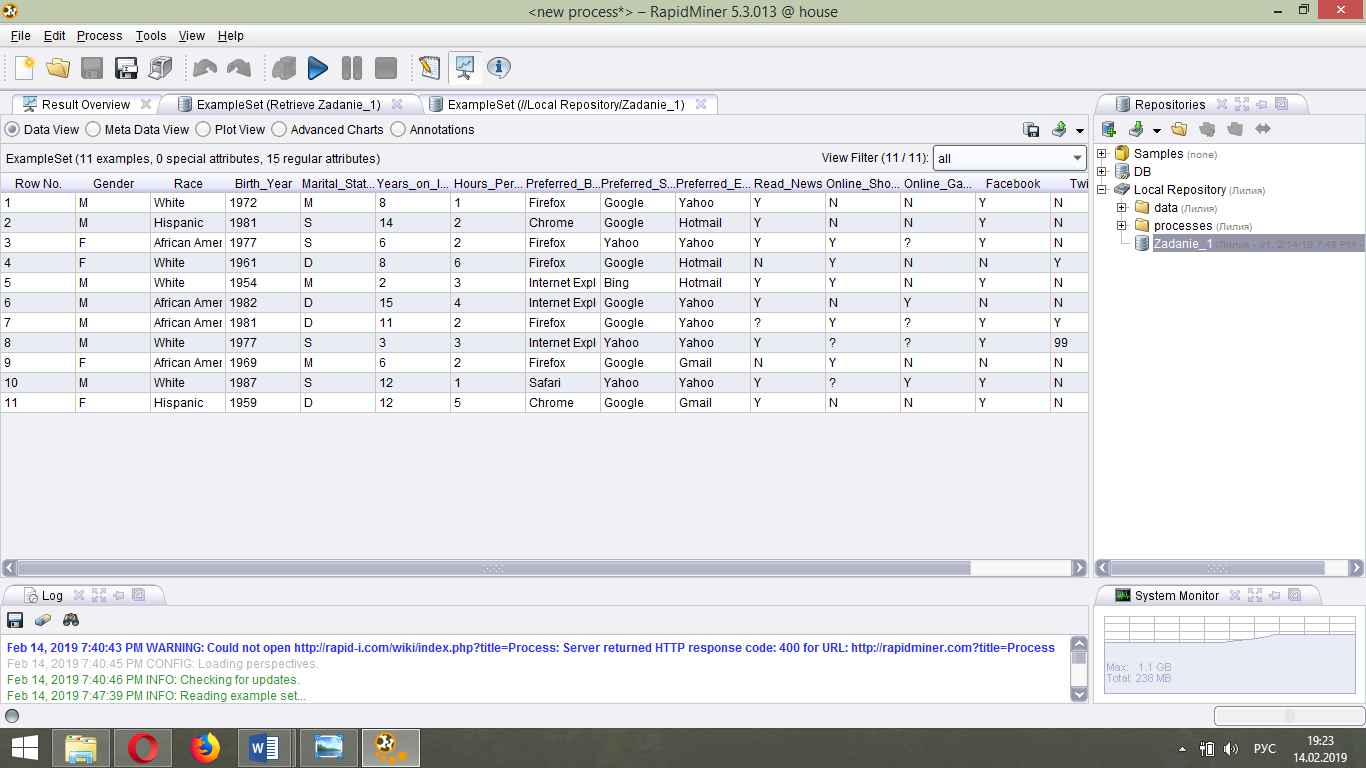 <new process*> – RapidMiner 5.3.013 @ house
File Edit Process Tools View Help
Result Overview ExampleSet (Retrieve Zadanie_1) ExampleSet (//Local Repository/Zadanie_1)
Data View Meta Data View Plot View Advanced Charts Annotations
ExampleSet (11 examples, 0 special attributes, 15 regular attributes) View Filter (11 / 11): all
Row No. Gender Race Birth_Year Marital_Stat... Years_on_I... Hours_Per... Preferred_B... Preferred_S... Preferred_E... Read_News Online_Sho... Online_Ga... Facebook Twi
1 M White 1972 M 8 1 Firefox Google Yahoo Y N N Y N
2 M Hispanic 1981 S 14 2 Chrome Google Hotmail Y N N Y N
3 F African Amer 1977 S 6 2 Firefox Yahoo Yahoo Y Y ? Y N
4 F White 1961 D 8 6 Firefox Google Hotmail N Y N N Y
5 M White 1954 M 2 3 Internet Expl Bing Hotmail Y Y N Y N
6 M African Amer 1982 D 15 4 Internet Expl Google Yahoo Y N Y N N
7 M African Amer 1981 D 11 2 Firefox Google Yahoo ? Y ? Y Y
8 M White 1977 S 3 3 Internet Expl Yahoo Yahoo Y ? ? Y 99
9 F African Amer 1969 M 6 2 Firefox Google Gmail N Y N N N
10 M White 1987 S 12 1 Safari Yahoo Yahoo Y ? Y Y N
11 F Hispanic 1959 D 12 5 Chrome Google Gmail Y N N Y N
Repositories
Samples (none)
DB
Local Repository (Лилия)
data (Лилия)
processes (Лилия)
Zadanie_1 (Лилия - v1, 2/14/19 7:48 PM -
Log
Feb 14, 2019 7:40:43 PM WARNING: Could not open http://rapid-i.com/wiki/index.php?title=Process: Server returned HTTP response code: 400 for URL: http://rapidminer.com?title=Process
Feb 14, 2019 7:40:45 PM CONFIG: Loading perspectives.
Feb 14, 2019 7:40:46 PM INFO: Checking for updates.
Feb 14, 2019 7:47:39 PM INFO: Reading example set...
System Monitor
Max: 1.1 GB
Total: 238 MB
РУС
19:23
14.02.2019